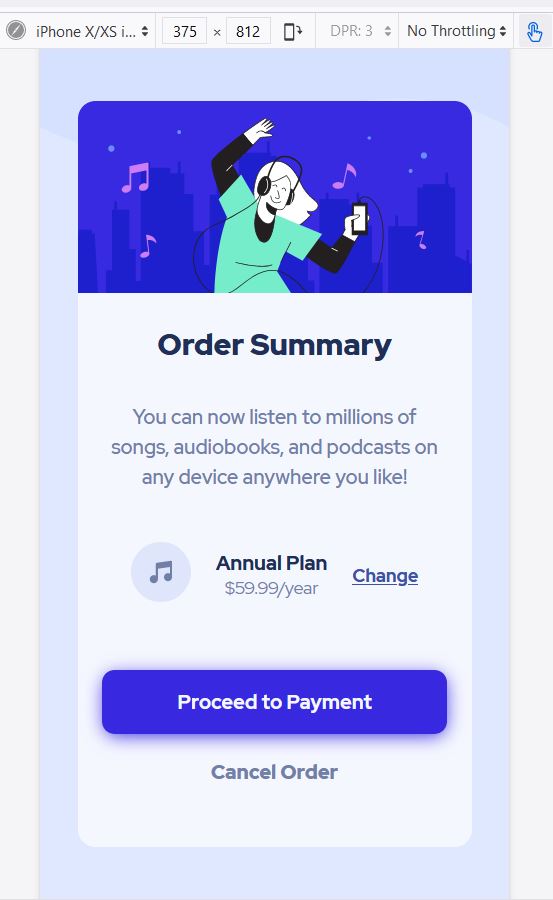 iPhone X/XS i... 375 × 812 DPR: 3 No Throttling
Order Summary
You can now listen to millions of
songs, audiobooks, and podcasts on
any device anywhere you like!
Annual Plan
$59.99/year
Change
Proceed to Payment
Cancel Order